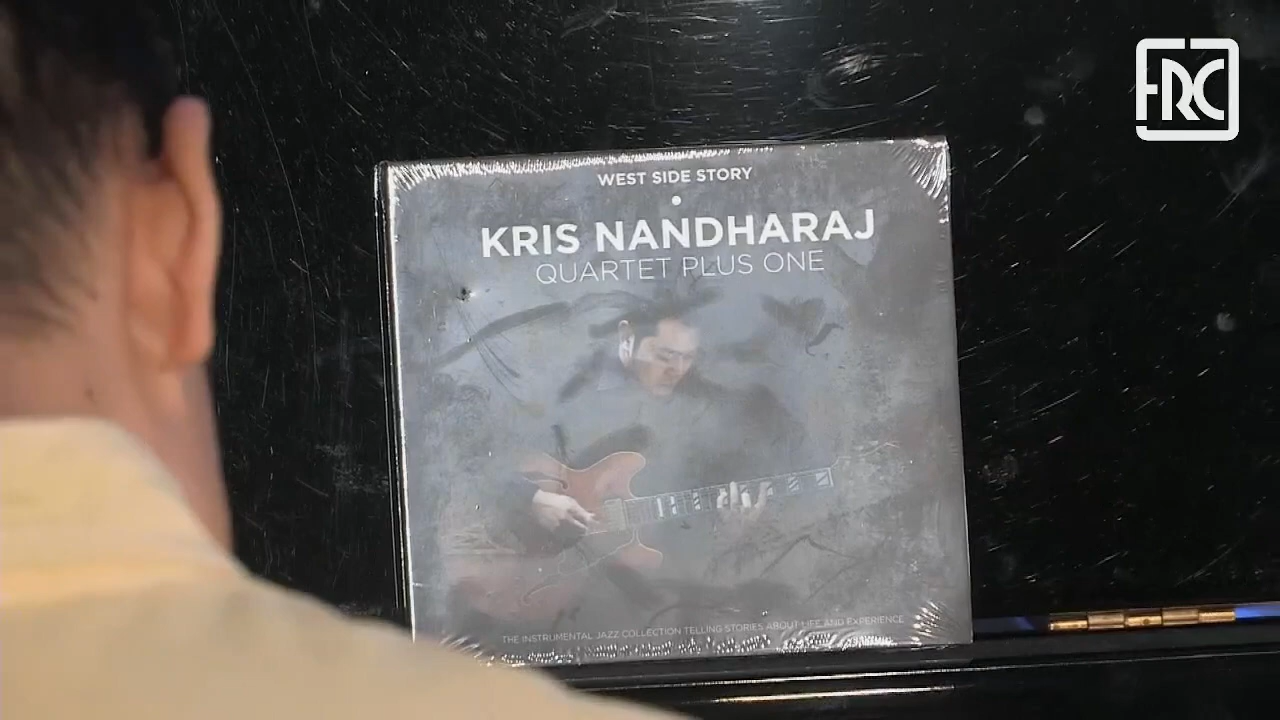 FRC
WEST SIDE STORY
KRIS NANDHARAJ
QUARTET PLUS ONE
THE INSTRUMENTAL JAZZ COLLECTION TELLING STORIES ABOUT LIFE AND EXPERIENCE